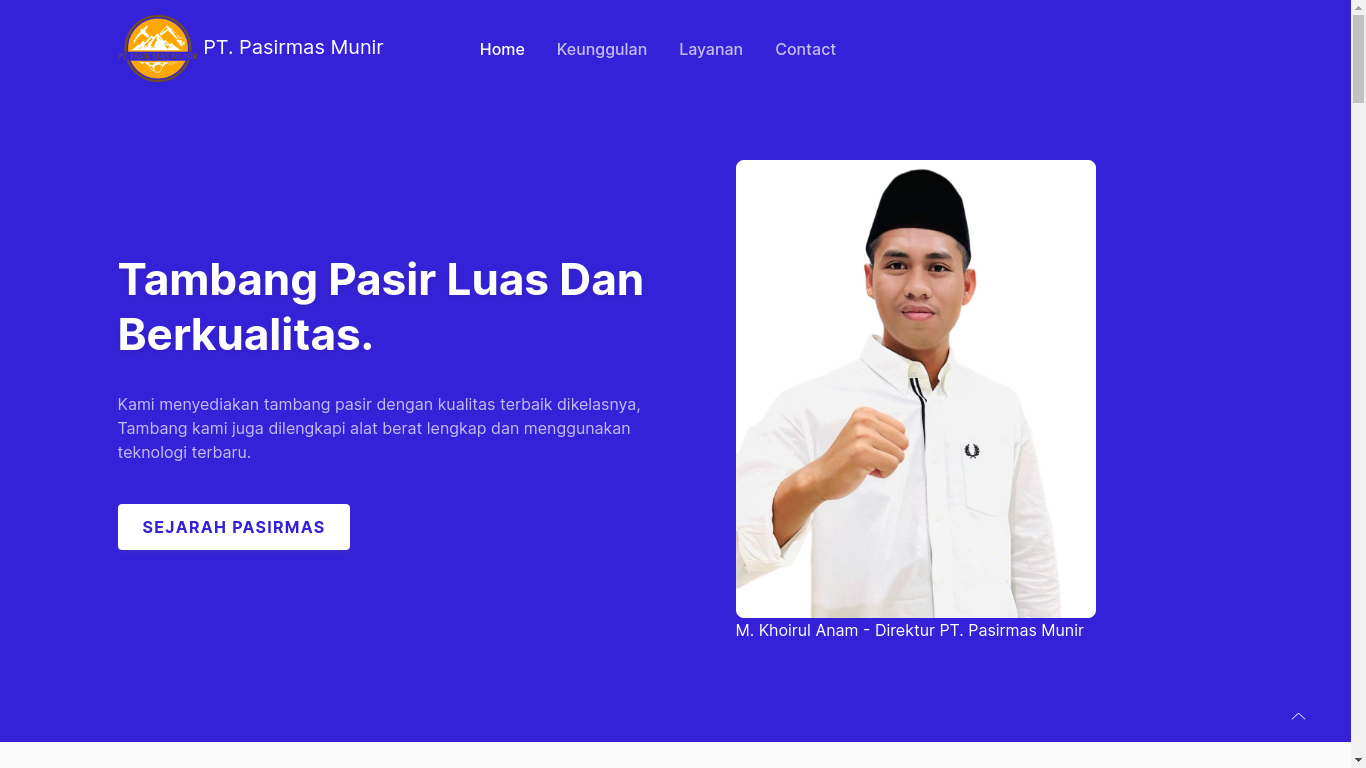 PT. Pasirmas Munir
Home
Keunggulan
Layanan
Contact
Tambang Pasir Luas Dan
Berkualitas.
Kami menyediakan tambang pasir dengan kualitas terbaik dikelasnya,
Tambang kami juga dilengkapi alat berat lengkap dan menggunakan
teknologi terbaru.
SEJARAH PASIRMAS
M. Khoirul Anam - Direktur PT. Pasirmas Munir